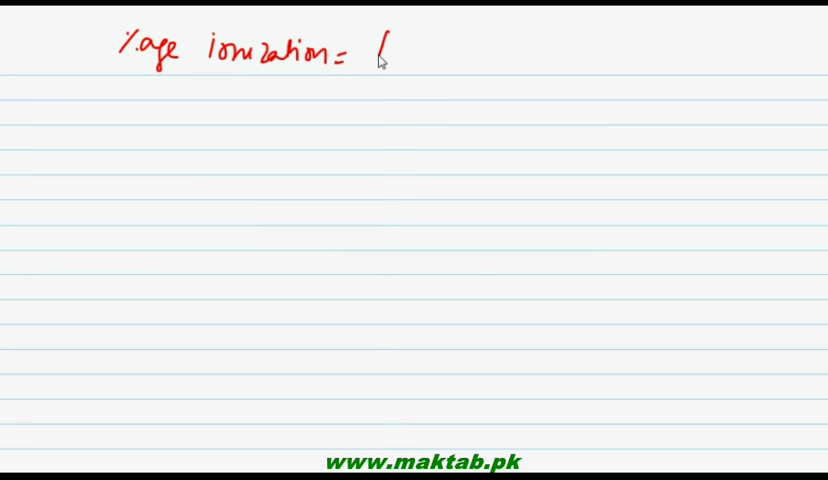 %age ionization = (
www.maktab.pk